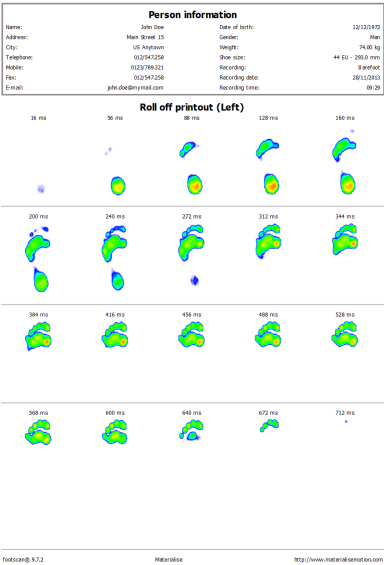 Person information
Name: John Doe Date of birth: 12/12/1972
Address: Main Street 15 Gender: Man
City: US Anytown Weight: 74.00 kg
Telephone: 012/547.258 Shoe size: 44 EU - 293.0 mm
Mobile: 0123/789.321 Recording: Barefoot
Fax: 012/547.258 Recording date: 28/11/2013
E-mail: john.doe@mymail.com Recording time: 09:29
Roll off printout (Left)
16 ms 36 ms 88 ms 128 ms 160 ms
200 ms 240 ms 272 ms 312 ms 344 ms
384 ms 416 ms 456 ms 488 ms 528 ms
568 ms 600 ms 640 ms 672 ms 712 ms
footscan® 9.7.2 Materialise http://www.materialisemotion.com